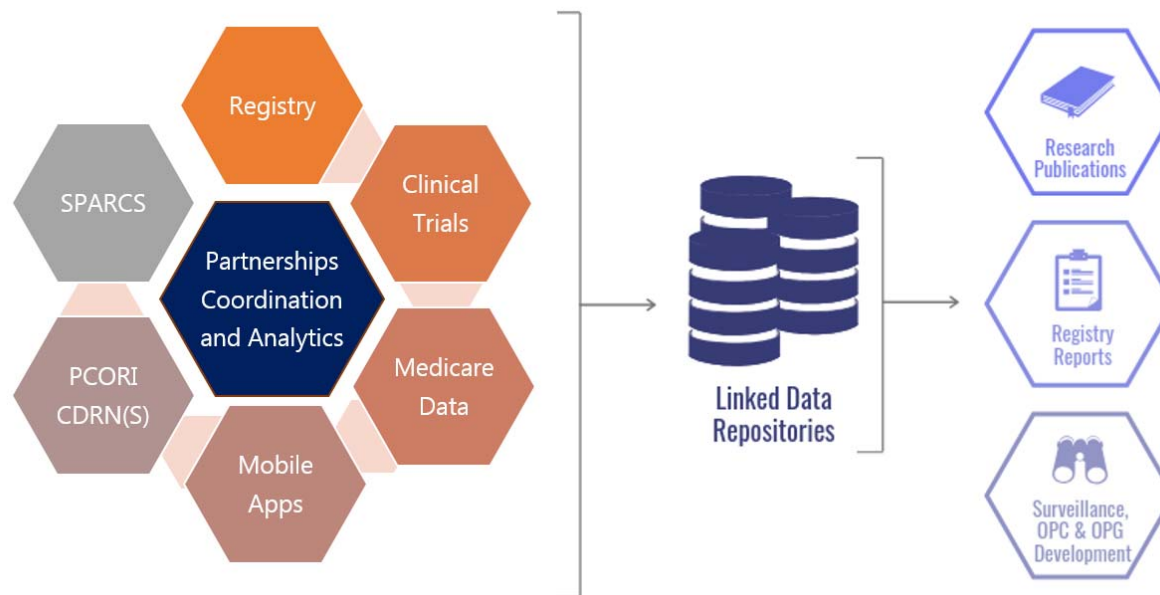 Registry
SPARCS
Clinical
Trials
Partnerships
Coordination
and Analytics
PCORI
CDRN(S)
Medicare
Data
Mobile
Apps
Linked Data
Repositories
Research
Publications
Registry
Reports
Surveillance,
OPC & OPG
Development